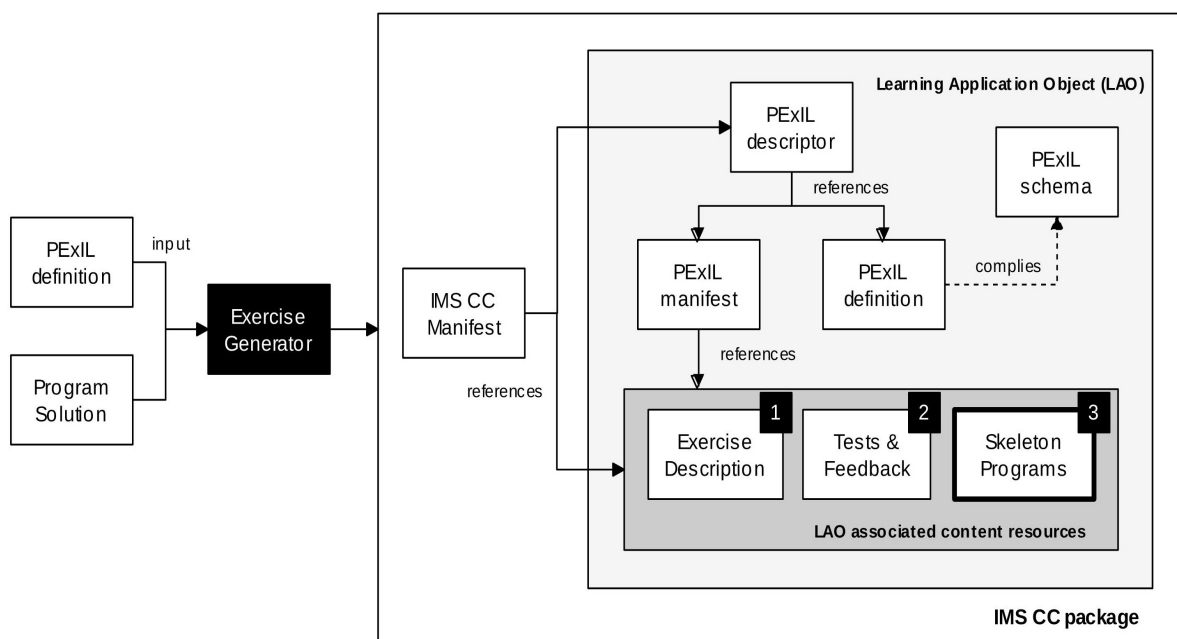 Learning Application Object (LAO)
PExIL
descriptor
PExIL
schema
references
PExIL
definition
input
PExIL
manifest
PExIL
definition
complies
IMS CC
Manifest
Exercise
Generator
references
references
Program
Solution
1
2
3
Exercise
Description
Tests &
Feedback
Skeleton
Programs
LAO associated content resources
IMS CC package